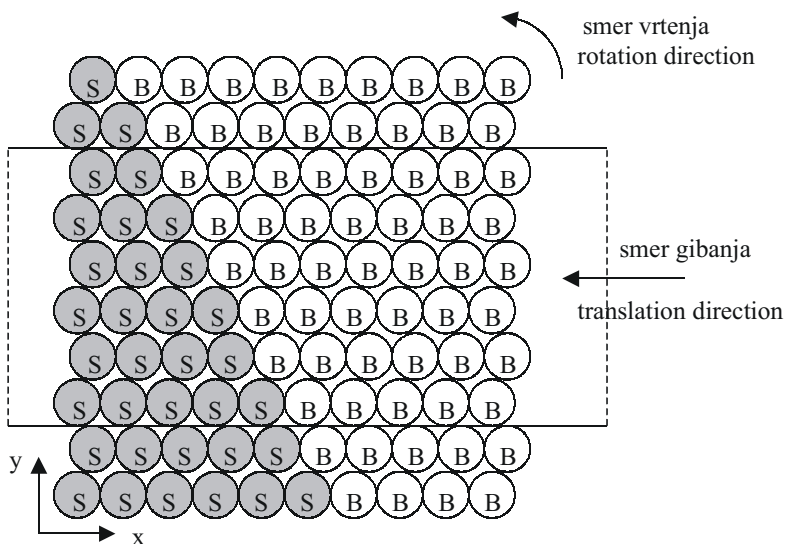 smer vrtenja
rotation direction
S B B B B B B B B B
S S B B B B B B B B
S S B B B B B B B B
S S S B B B B B B B
smer gibanja
S S S B B B B B B B
translation direction
S S S S B B B B B B
S S S S B B B B B B
S S S S S B B B B B
S S S S S B B B B B
y
S S S S S S B B B B
x